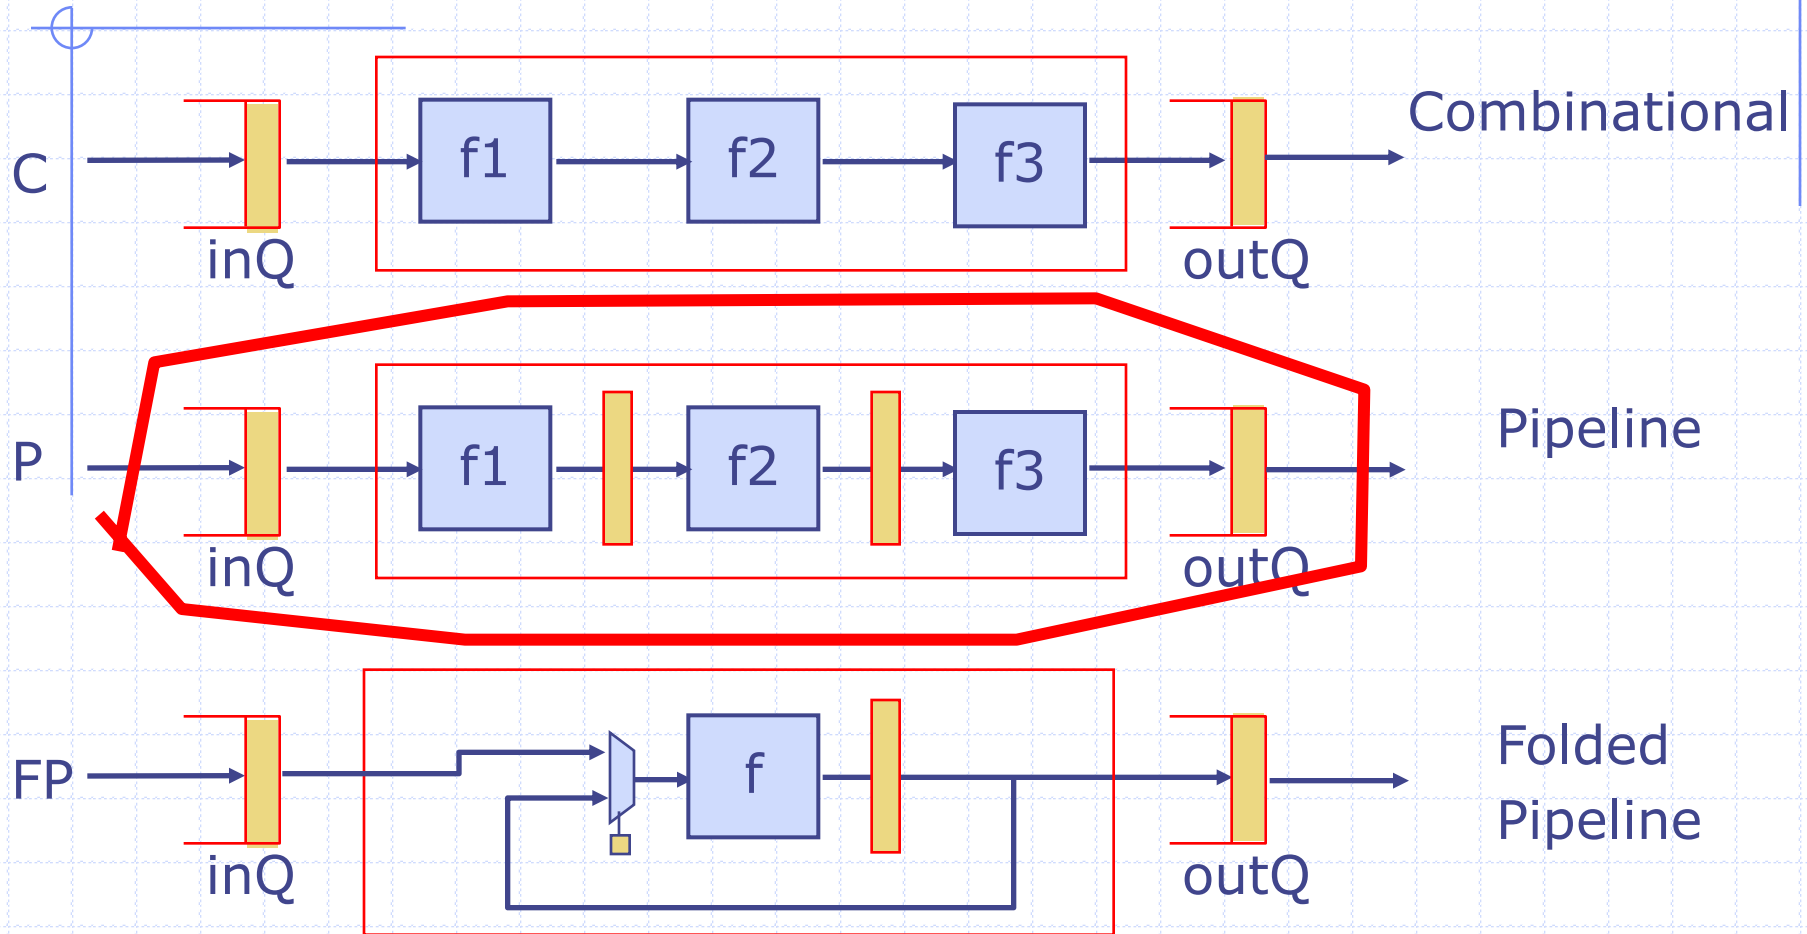 Combinational
C
f1
f2
f3
inQ
outQ
Pipeline
P
f1
f2
f3
inQ
outQ
Folded
Pipeline
FP
f
inQ
outQ